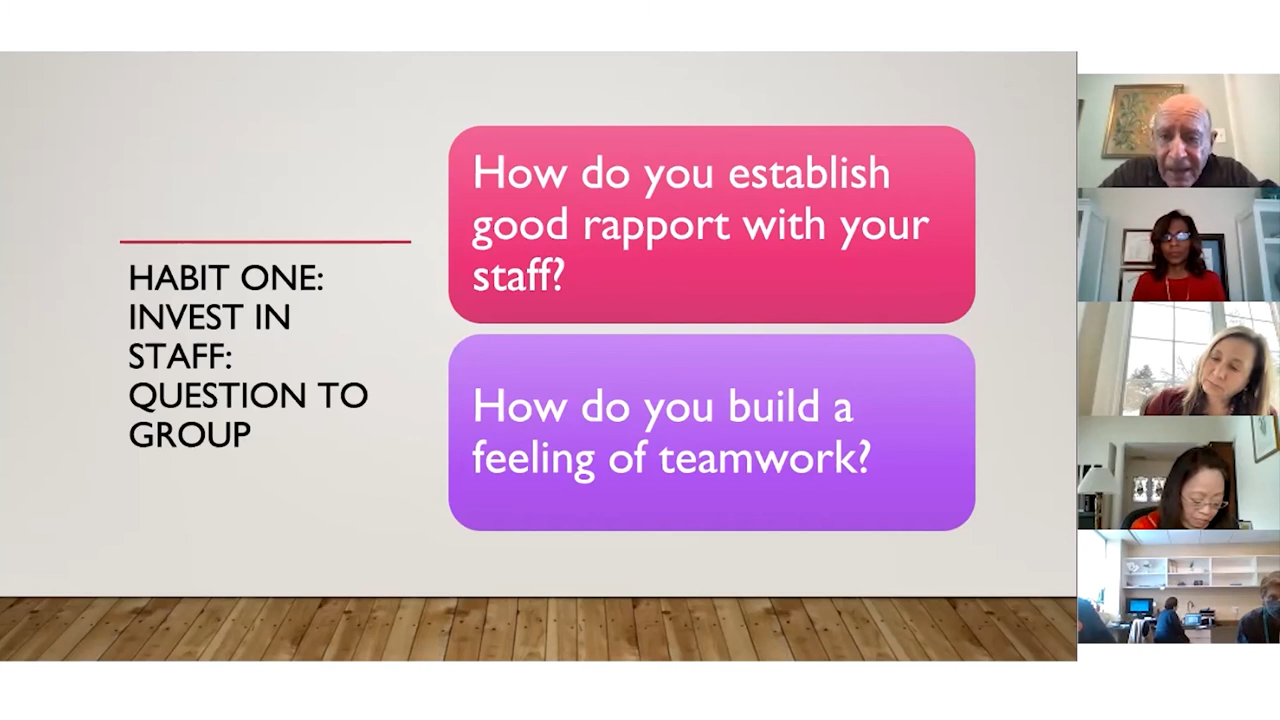 HABIT ONE:
INVEST IN
STAFF:
QUESTION TO
GROUP
How do you establish
good rapport with your
staff?
How do you build a
feeling of teamwork?